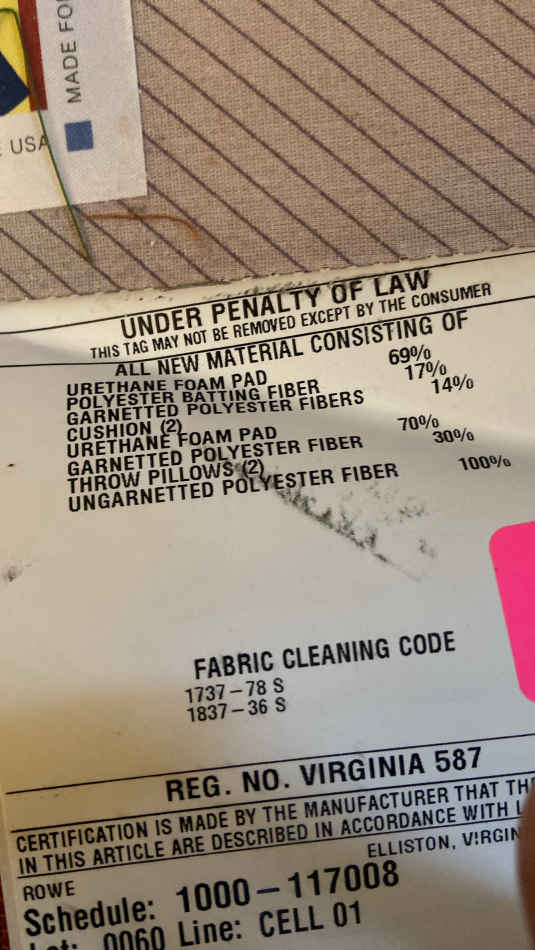 MADE FO
USA
UNDER PENALTY OF LAW
THIS TAG MAY NOT BE REMOVED EXCEPT BY THE CONSUMER
ALL NEW MATERIAL CONSISTING OF
URETHANE FOAM PAD 69%
POLYESTER BATTING FIBER 17%
GARNETTED POLYESTER FIBERS 14%
CUSHION (2)
URETHANE FOAM PAD 70%
GARNETTED POLYESTER FIBER 30%
THROW PILLOWS (2)
UNGARNETTED POLYESTER FIBER 100%
FABRIC CLEANING CODE
1737-78 S
1837-36 S
REG. NO. VIRGINIA 587
CERTIFICATION IS MADE BY THE MANUFACTURER THAT TH
IN THIS ARTICLE ARE DESCRIBED IN ACCORDANCE WITH L
ELLISTON, VIRGIN
ROWE
Schedule: 1000-117008
Lot: 0060 Line: CELL 01